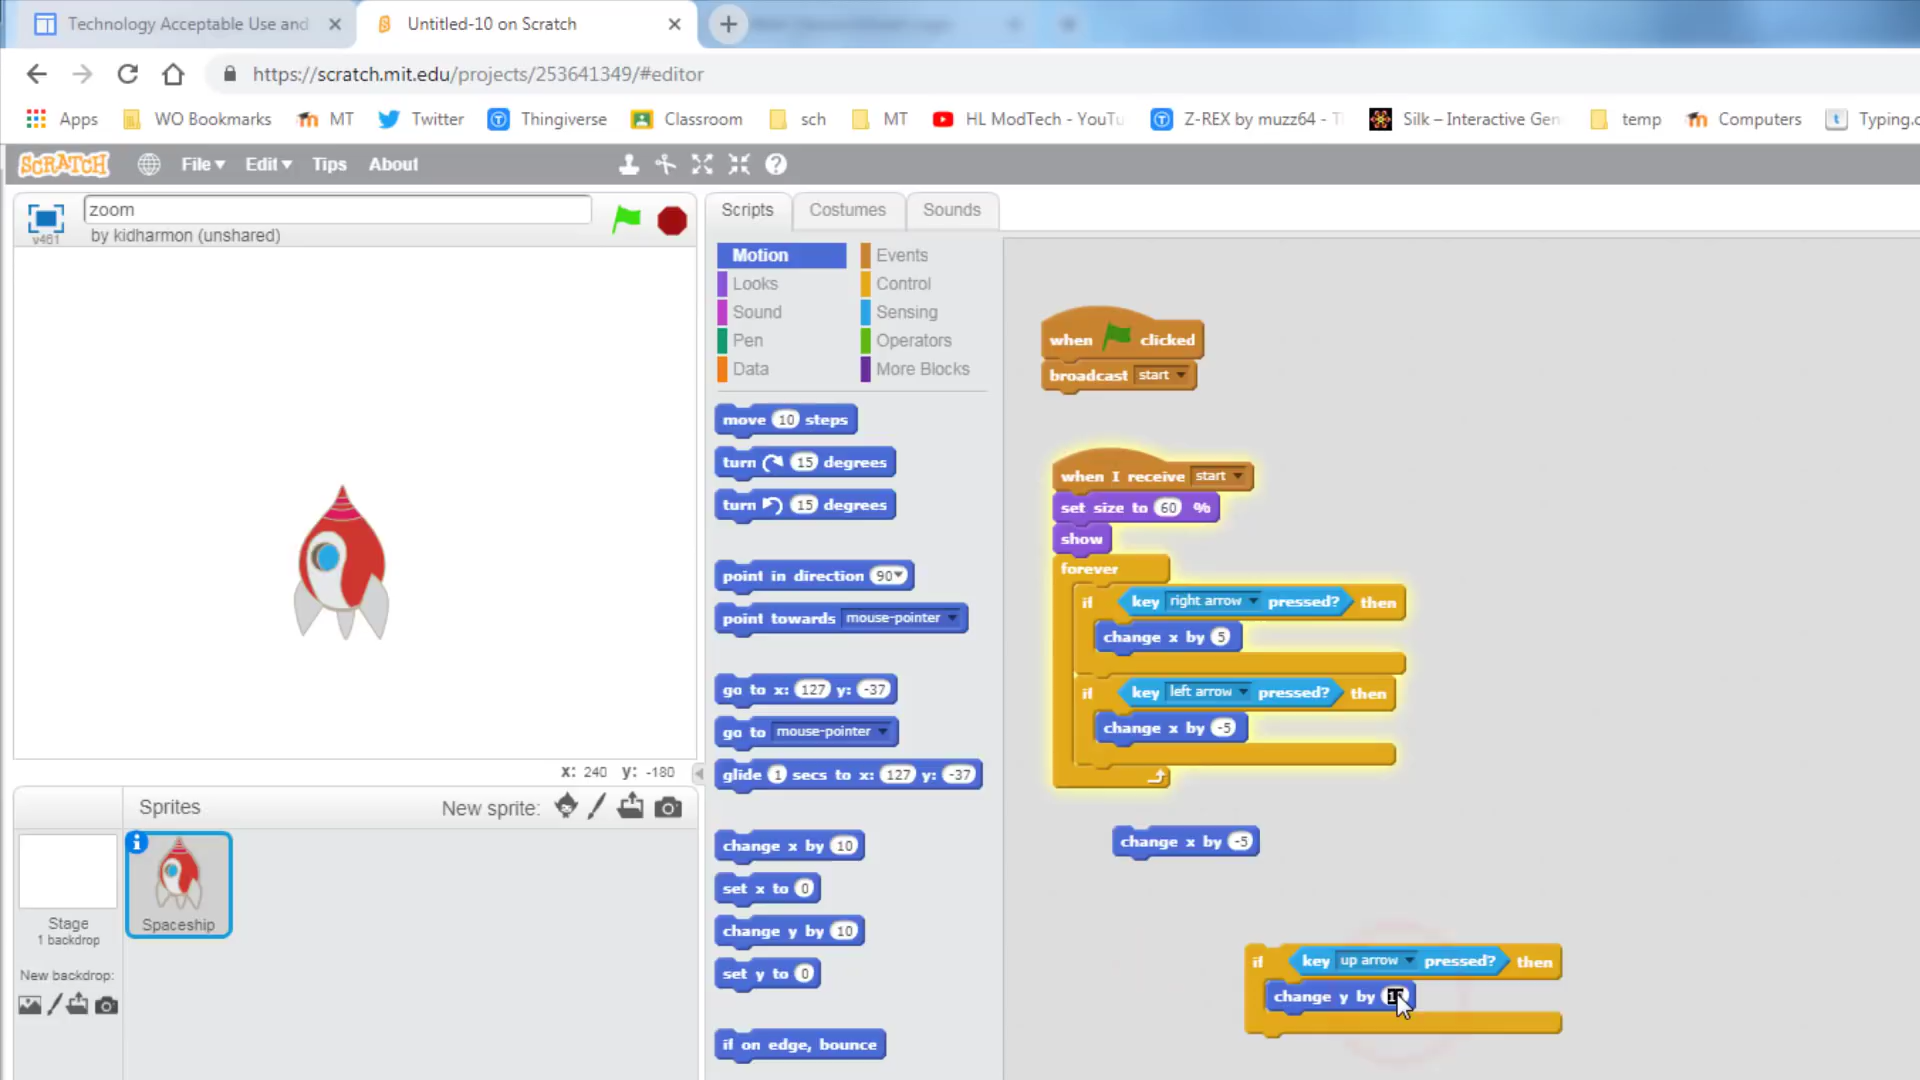 Technology Acceptable Use and
Untitled-10 on Scratch
https://scratch.mit.edu/projects/253641349/#editor
Apps
WO Bookmarks
MT
Twitter
Thingiverse
Classroom
sch
MT
HL ModTech - YouTu
Z-REX by muzz64 - T
Silk – Interactive Gen
temp
Computers
Typing.c
SCRATCH
File
Edit
Tips
About
zoom
v461
by kidharmon (unshared)
Scripts
Costumes
Sounds
Motion
Events
Looks
Control
Sound
Sensing
Pen
Operators
Data
More Blocks
move 10 steps
turn 15 degrees
turn 15 degrees
point in direction 90
point towards mouse-pointer
go to x: 127 y: -37
go to mouse-pointer
glide 1 secs to x: 127 y: -37
change x by 10
set x to 0
change y by 10
set y to 0
if on edge, bounce
when clicked
broadcast start
when I receive start
set size to 60 %
show
forever
if key right arrow pressed? then
change x by 5
if key left arrow pressed? then
change x by -5
change x by -5
if key up arrow pressed? then
change y by
x: 240 y: -180
Sprites
New sprite:
Stage
1 backdrop
Spaceship
New backdrop: